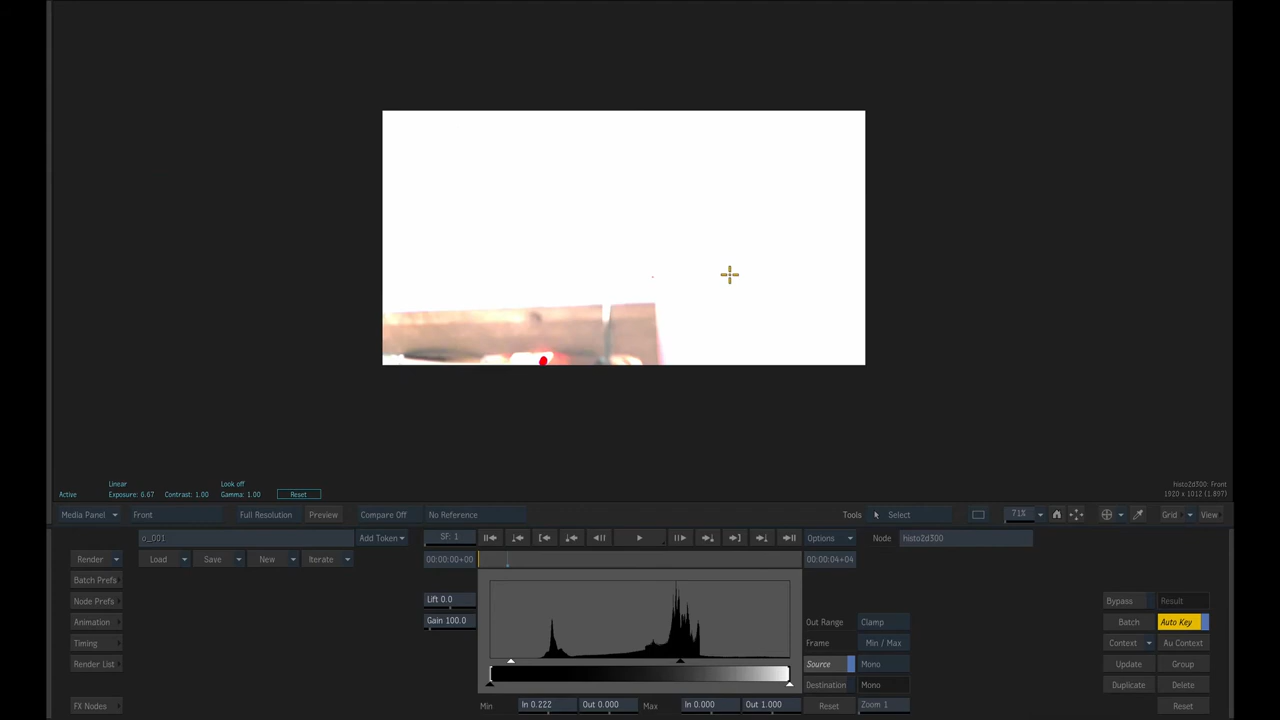 Linear
Look off
Active
Exposure: 6.67
Contrast: 1.00
Gamma: 1.00
Reset
histo2d300: Front
1920 x 1012 (1.897)
Media Panel
Front
Full Resolution
Preview
Compare Off
No Reference
Tools
Select
71%
Grid
View
o_001
Add Token
SF: 1
Options
Node
histo2d300
Render
Load
Save
New
Iterate
00:00:00+00
00:00:04+04
Batch Prefs
Node Prefs
Lift 0.0
Bypass
Result
Animation
Gain 100.0
Out Range
Clamp
Batch
Auto Key
Timing
Frame
Min / Max
Context
Au Context
Render List
Source
Mono
Update
Group
Destination
Mono
Duplicate
Delete
FX Nodes
Min
In 0.222
Out 0.000
Max
In 0.000
Out 1.000
Reset
Zoom 1
Reset